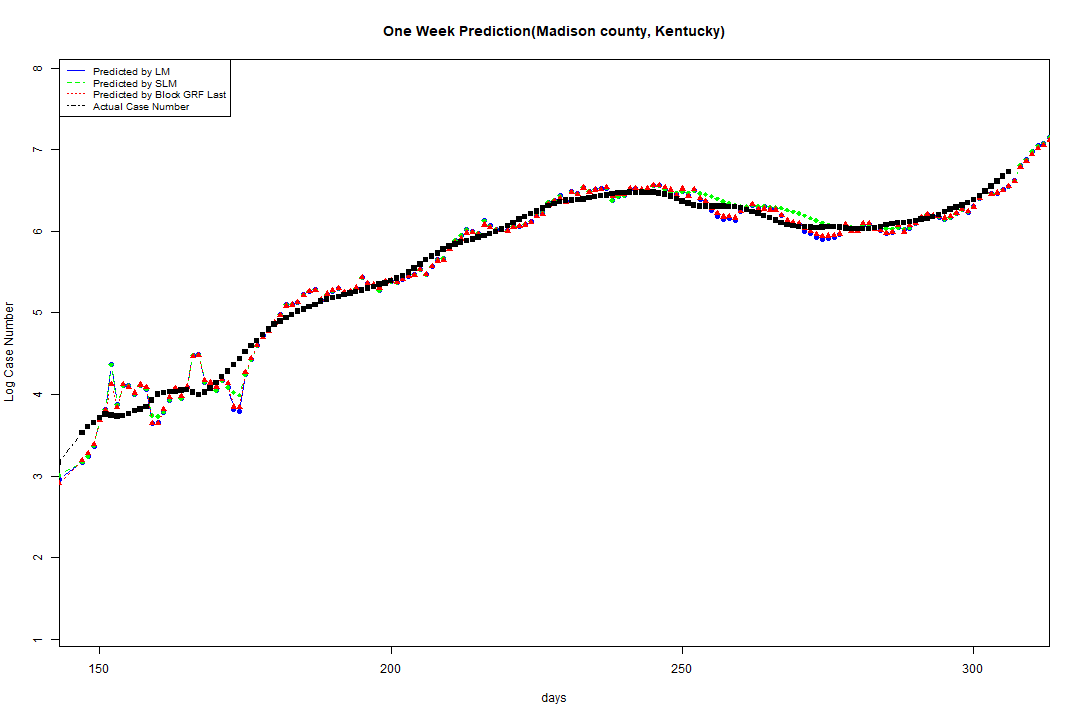 One Week Prediction(Madison county, Kentucky)
Predicted by LM
Predicted by SLM
Predicted by Block GRF Last
Actual Case Number
8
7
6
5
4
3
2
1
Log Case Number
150 200 250 300
days